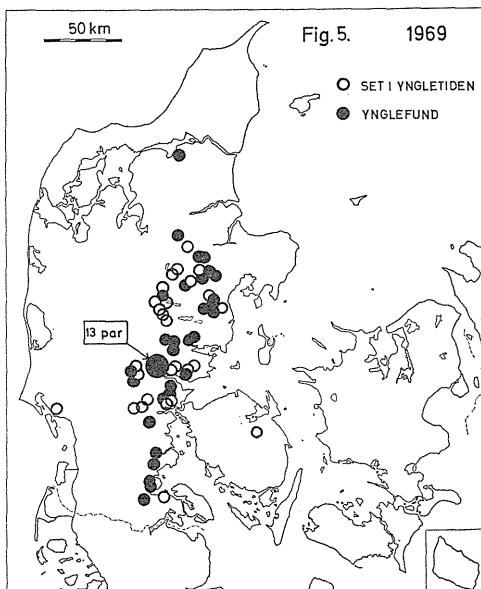 50 km
Fig. 5. 1969
SET I YNGLETIDEN
YNGLEFUND
13 par